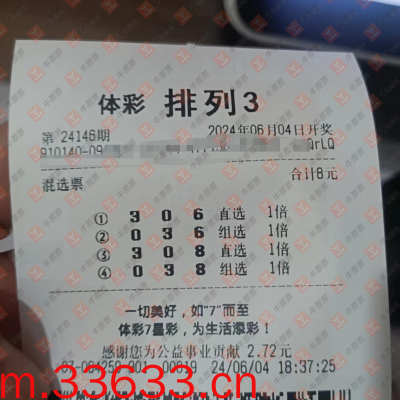 体彩 排列3
第 24146期 2024年06月04日开奖
910140-09 QrLQ
混选票 合计8元
① 3 0 6 直选 1倍
② 0 3 6 组选 1倍
③ 3 0 8 直选 1倍
④ 0 3 8 组选 1倍
一切美好，如“7”而至
体彩7星彩，为生活添彩！
感谢您为公益事业贡献 2.72元
24/06/04 18:37:25
m.33633.cn